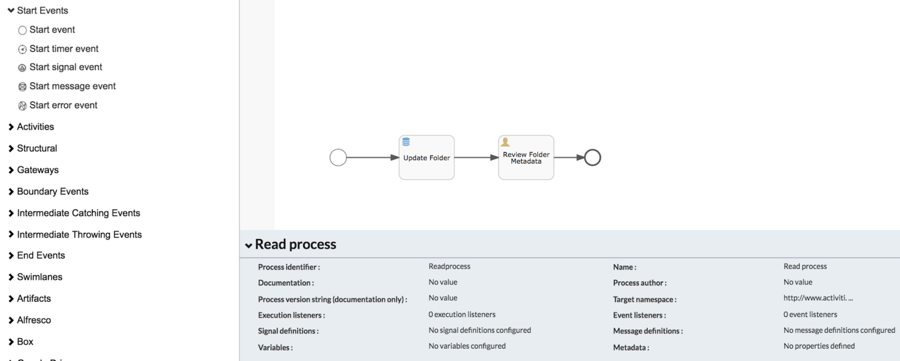 Start Events
Start event
Start timer event
Start signal event
Start message event
Start error event
Activities
Structural
Gateways
Boundary Events
Intermediate Catching Events
Intermediate Throwing Events
End Events
Swimlanes
Artifacts
Alfresco
Box
Update Folder
Review Folder
Metadata
Read process
Process identifier : Readprocess Name : Read process
Documentation : No value Process author : No value
Process version string (documentation only) : No value Target namespace : http://www.activiti. ...
Execution listeners : 0 execution listeners Event listeners : 0 event listeners
Signal definitions : No signal definitions configured Message definitions : No message definitions configured
Variables : No variables configured Metadata : No properties defined